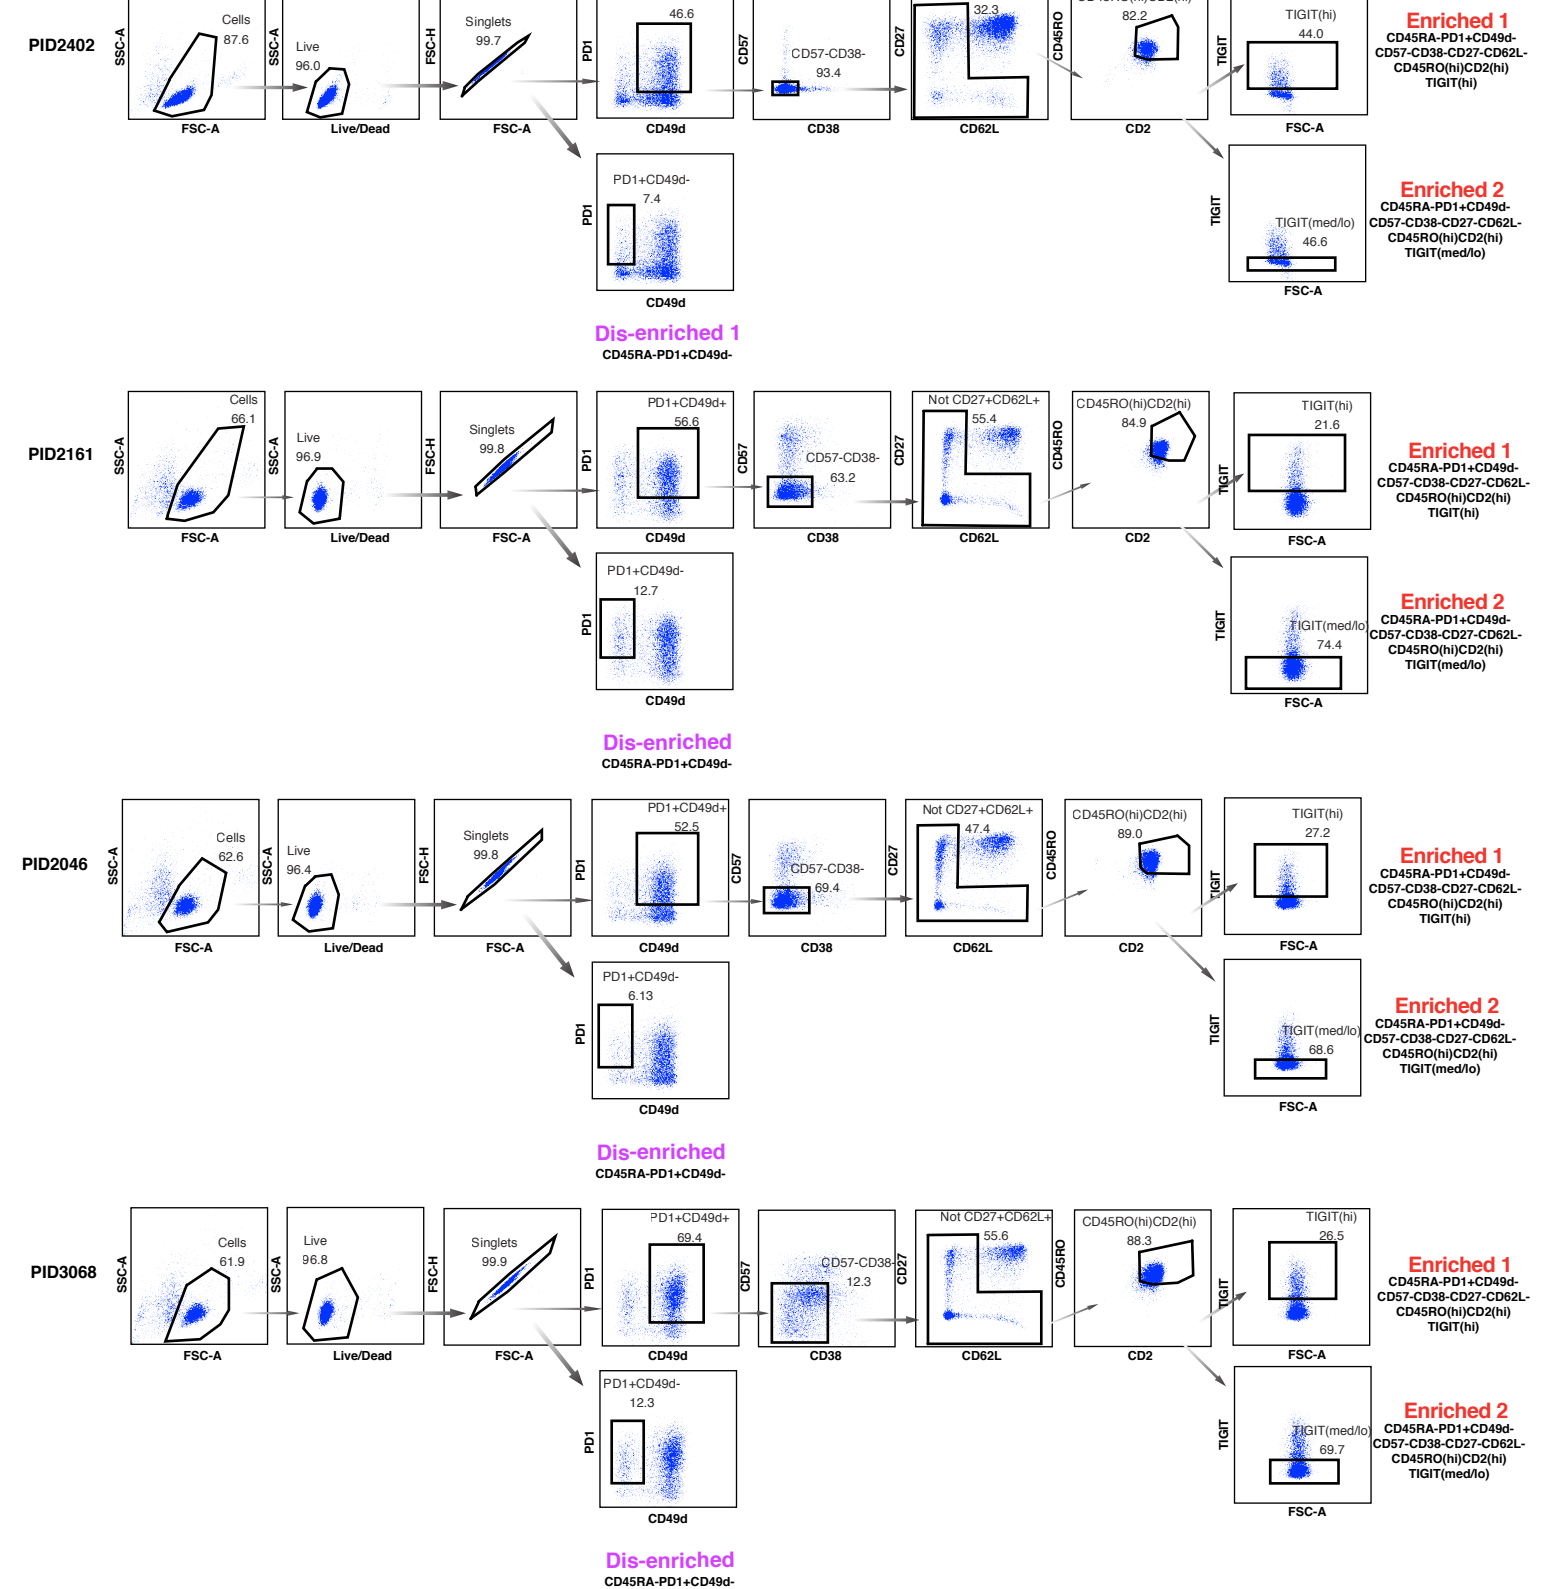 PID2402
SSC-A
Cells
87.6
FSC-A
SSC-A
Live
96.0
Live/Dead
FSC-H
Singlets
99.7
FSC-A
PD1
46.6
CD49d
CD57
CD57-CD38-
93.4
CD38
CD27
32.3
CD62L
CD45RO
82.2
CD2
TIGIT
TIGIT(hi)
44.0
FSC-A
Enriched 1
CD45RA-PD1+CD49d-
CD57-CD38-CD27-CD62L-
CD45RO(hi)CD2(hi)
TIGIT(hi)
PD1
PD1+CD49d-
7.4
CD49d
Dis-enriched 1
CD45RA-PD1+CD49d-
TIGIT
TIGIT(med/lo)
46.6
FSC-A
Enriched 2
CD45RA-PD1+CD49d-
CD57-CD38-CD27-CD62L-
CD45RO(hi)CD2(hi)
TIGIT(med/lo)
PID2161
SSC-A
Cells
66.1
FSC-A
SSC-A
Live
96.9
Live/Dead
FSC-H
Singlets
99.8
FSC-A
PD1
PD1+CD49d+
56.6
CD49d
CD57
CD57-CD38-
63.2
CD38
CD27
Not CD27+CD62L+
55.4
CD62L
CD45RO
CD45RO(hi)CD2(hi)
84.9
CD2
TIGIT
TIGIT(hi)
21.6
FSC-A
Enriched 1
CD45RA-PD1+CD49d-
CD57-CD38-CD27-CD62L-
CD45RO(hi)CD2(hi)
TIGIT(hi)
PD1
PD1+CD49d-
12.7
CD49d
Dis-enriched
CD45RA-PD1+CD49d-
TIGIT
TIGIT(med/lo)
74.4
FSC-A
Enriched 2
CD45RA-PD1+CD49d-
CD57-CD38-CD27-CD62L-
CD45RO(hi)CD2(hi)
TIGIT(med/lo)
PID2046
SSC-A
Cells
62.6
FSC-A
SSC-A
Live
96.4
Live/Dead
FSC-H
Singlets
99.8
FSC-A
PD1
PD1+CD49d+
52.5
CD49d
CD57
CD57-CD38-
69.4
CD38
CD27
Not CD27+CD62L+
47.4
CD62L
CD45RO
CD45RO(hi)CD2(hi)
89.0
CD2
TIGIT
TIGIT(hi)
27.2
FSC-A
Enriched 1
CD45RA-PD1+CD49d-
CD57-CD38-CD27-CD62L-
CD45RO(hi)CD2(hi)
TIGIT(hi)
PD1
PD1+CD49d-
6.13
CD49d
Dis-enriched
CD45RA-PD1+CD49d-
TIGIT
TIGIT(med/lo)
68.6
FSC-A
Enriched 2
CD45RA-PD1+CD49d-
CD57-CD38-CD27-CD62L-
CD45RO(hi)CD2(hi)
TIGIT(med/lo)
PID3068
SSC-A
Cells
61.9
FSC-A
SSC-A
Live
96.8
Live/Dead
FSC-H
Singlets
99.9
FSC-A
PD1
PD1+CD49d+
69.4
CD49d
CD57
CD57-CD38-
12.3
CD38
CD27
Not CD27+CD62L+
55.6
CD62L
CD45RO
CD45RO(hi)CD2(hi)
88.3
CD2
TIGIT
TIGIT(hi)
26.5
FSC-A
Enriched 1
CD45RA-PD1+CD49d-
CD57-CD38-CD27-CD62L-
CD45RO(hi)CD2(hi)
TIGIT(hi)
PD1
PD1+CD49d-
12.3
CD49d
Dis-enriched
CD45RA-PD1+CD49d-
TIGIT
TIGIT(med/lo)
69.7
FSC-A
Enriched 2
CD45RA-PD1+CD49d-
CD57-CD38-CD27-CD62L-
CD45RO(hi)CD2(hi)
TIGIT(med/lo)